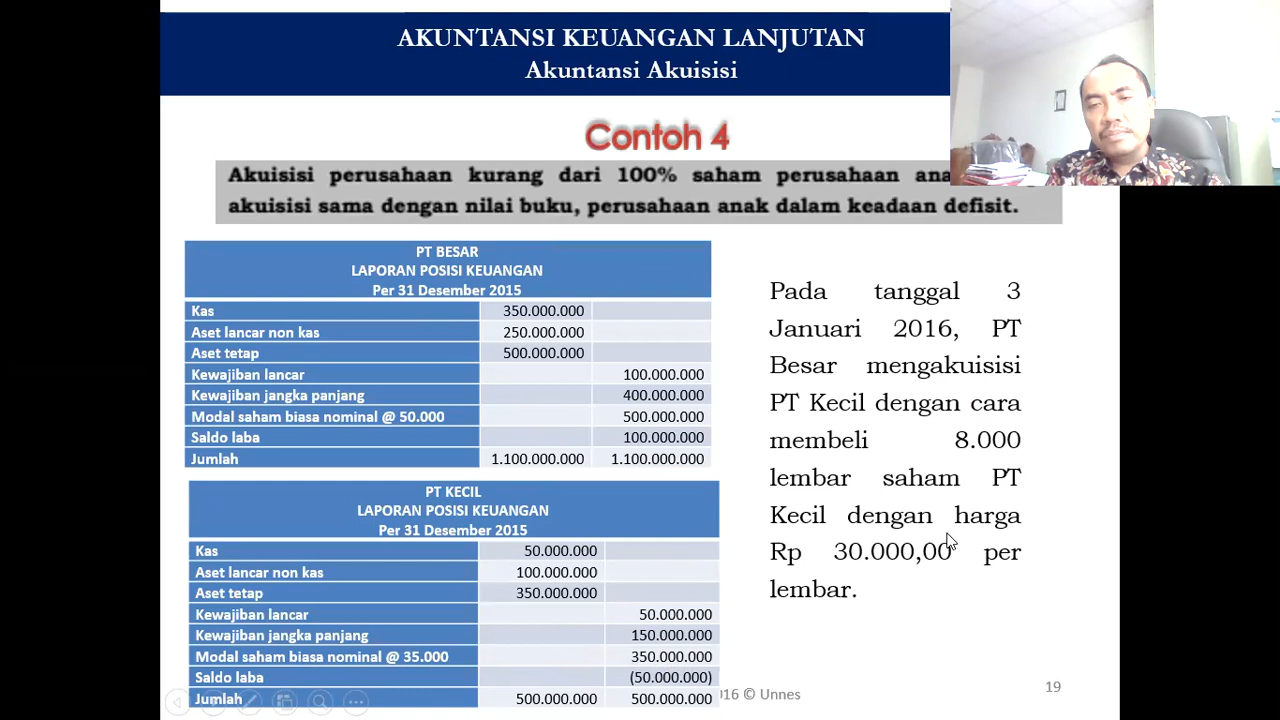 AKUNTANSI KEUANGAN LANJUTAN
Akuntansi Akuisisi
Contoh 4
Akuisisi perusahaan kurang dari 100% saham perusahaan
akuisisi sama dengan nilai buku, perusahaan anak dalam keadaan defisit.
PT BESAR
LAPORAN POSISI KEUANGAN
Per 31 Desember 2015
Kas 350.000.000
Aset lancar non kas 250.000.000
Aset tetap 500.000.000
Kewajiban lancar 100.000.000
Kewajiban jangka panjang 400.000.000
Modal saham biasa nominal @ 50.000 500.000.000
Saldo laba 100.000.000
Jumlah 1.100.000.000 1.100.000.000
PT KECIL
LAPORAN POSISI KEUANGAN
Per 31 Desember 2015
Kas 50.000.000
Aset lancar non kas 100.000.000
Aset tetap 350.000.000
Kewajiban lancar 50.000.000
Kewajiban jangka panjang 150.000.000
Modal saham biasa nominal @ 35.000 350.000.000
Saldo laba (50.000.000)
Jumlah 500.000.000 500.000.000
Pada tanggal 3
Januari 2016, PT
Besar mengakuisisi
PT Kecil dengan cara
membeli 8.000
lembar saham PT
Kecil dengan harga
Rp 30.000,00 per
lembar.
© Unnes
19